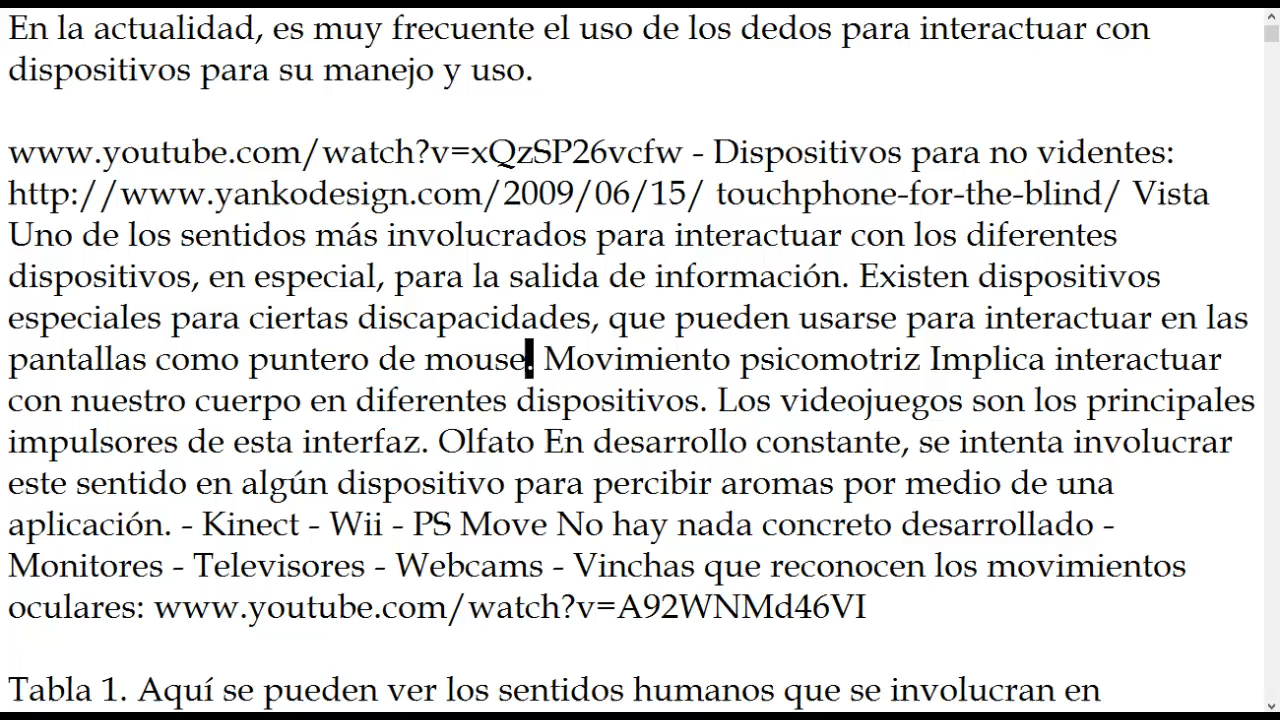 En la actualidad, es muy frecuente el uso de los dedos para interactuar con
dispositivos para su manejo y uso.
www.youtube.com/watch?v=xQzSP26vcfw - Dispositivos para no videntes:
http://www.yankodesign.com/2009/06/15/ touchphone-for-the-blind/ Vista
Uno de los sentidos más involucrados para interactuar con los diferentes
dispositivos, en especial, para la salida de información. Existen dispositivos
especiales para ciertas discapacidades, que pueden usarse para interactuar en las
pantallas como puntero de mouse. Movimiento psicomotriz Implica interactuar
con nuestro cuerpo en diferentes dispositivos. Los videojuegos son los principales
impulsores de esta interfaz. Olfato En desarrollo constante, se intenta involucrar
este sentido en algún dispositivo para percibir aromas por medio de una
aplicación. - Kinect - Wii - PS Move No hay nada concreto desarrollado -
Monitores - Televisores - Webcams - Vinchas que reconocen los movimientos
oculares: www.youtube.com/watch?v=A92WNMd46VI
Tabla 1. Aquí se pueden ver los sentidos humanos que se involucran en